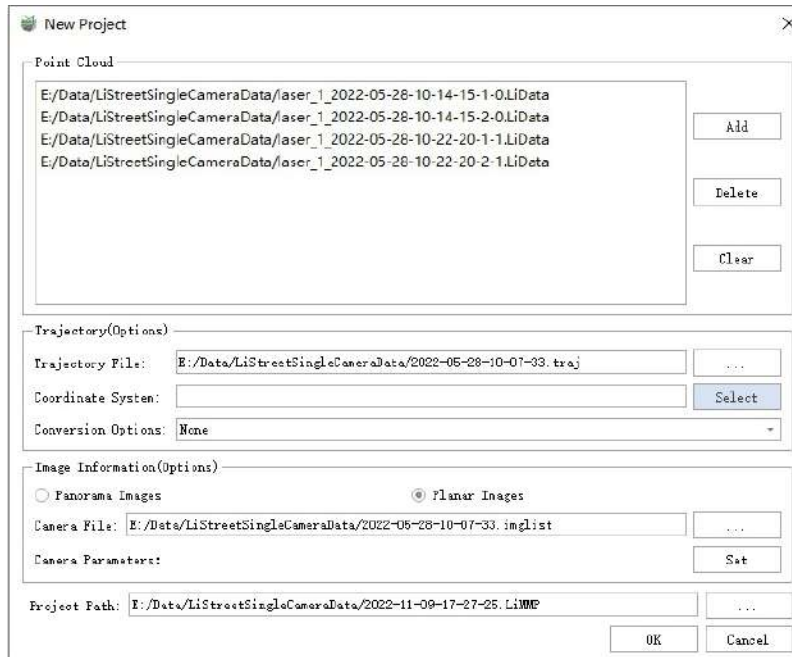 New Project
Point Cloud
E:/Data/LiStreetSingleCameraData/laser_1_2022-05-28-10-14-15-1-0.LiData
E:/Data/LiStreetSingleCameraData/laser_1_2022-05-28-10-14-15-2-0.LiData
E:/Data/LiStreetSingleCameraData/laser_1_2022-05-28-10-22-20-1-1.LiData
E:/Data/LiStreetSingleCameraData/laser_1_2022-05-28-10-22-20-2-1.LiData
Add
Delete
Clear
Trajectory(Options)
Trajectory File: E:/Data/LiStreetSingleCameraData/2022-05-28-10-07-33.traj ...
Coordinate System: Select
Conversion Options: None
Image Information(Options)
Panorama Images Planar Images
Camera File: E:/Data/LiStreetSingleCameraData/2022-05-28-10-07-33.imglist ...
Camera Parameters: Set
Project Path: E:/Data/LiStreetSingleCameraData/2022-11-09-17-27-25.LiMMP ...
OK Cancel